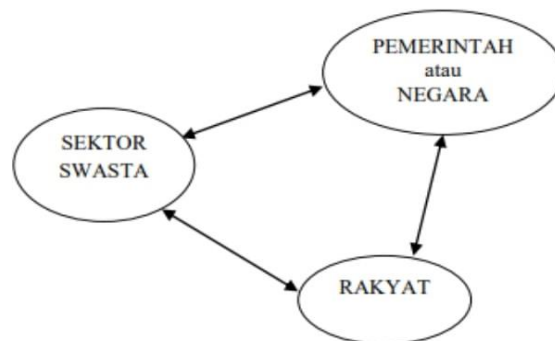 PEMERINTAH
atau
NEGARA
SEKTOR
SWASTA
RAKYAT